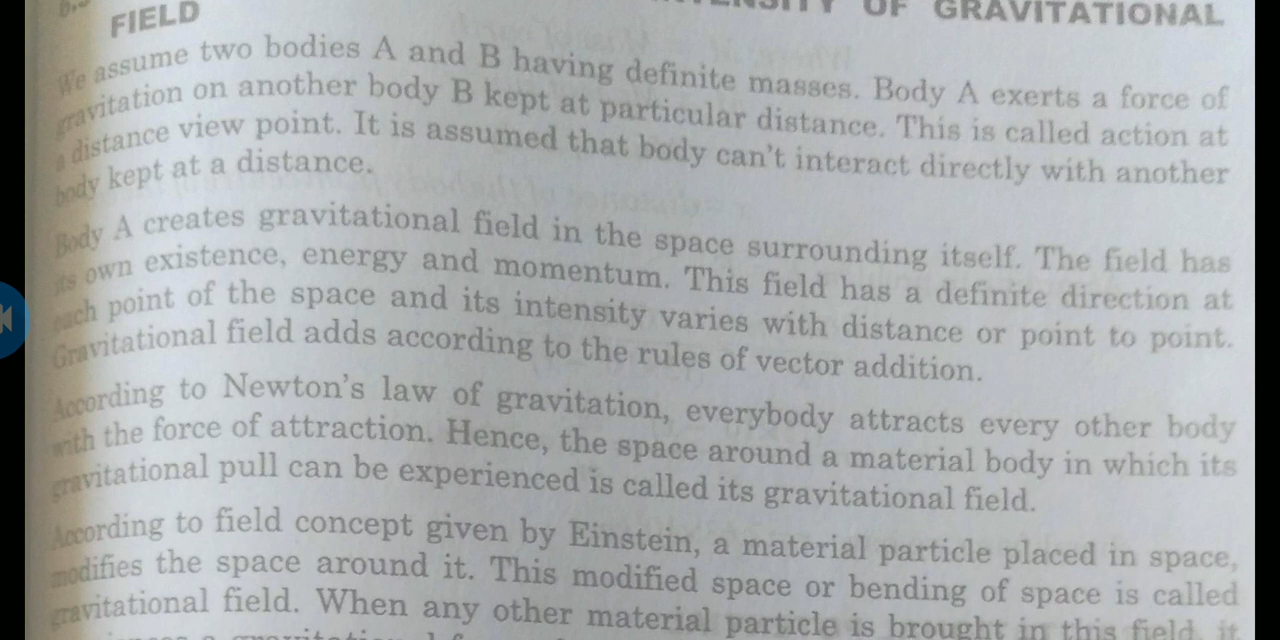 OF GRAVITATIONAL
FIELD
We assume two bodies A and B having definite masses. Body A exerts a force of
gravitation on another body B kept at particular distance. This is called action at
a distance view point. It is assumed that body can't interact directly with another
body kept at a distance.
Body A creates gravitational field in the space surrounding itself. The field has
its own existence, energy and momentum. This field has a definite direction at
each point of the space and its intensity varies with distance or point to point.
Gravitational field adds according to the rules of vector addition.
According to Newton's law of gravitation, everybody attracts every other body
with the force of attraction. Hence, the space around a material body in which its
gravitational pull can be experienced is called its gravitational field.
According to field concept given by Einstein, a material particle placed in space,
modifies the space around it. This modified space or bending of space is called
gravitational field. When any other material particle is brought in this field, it